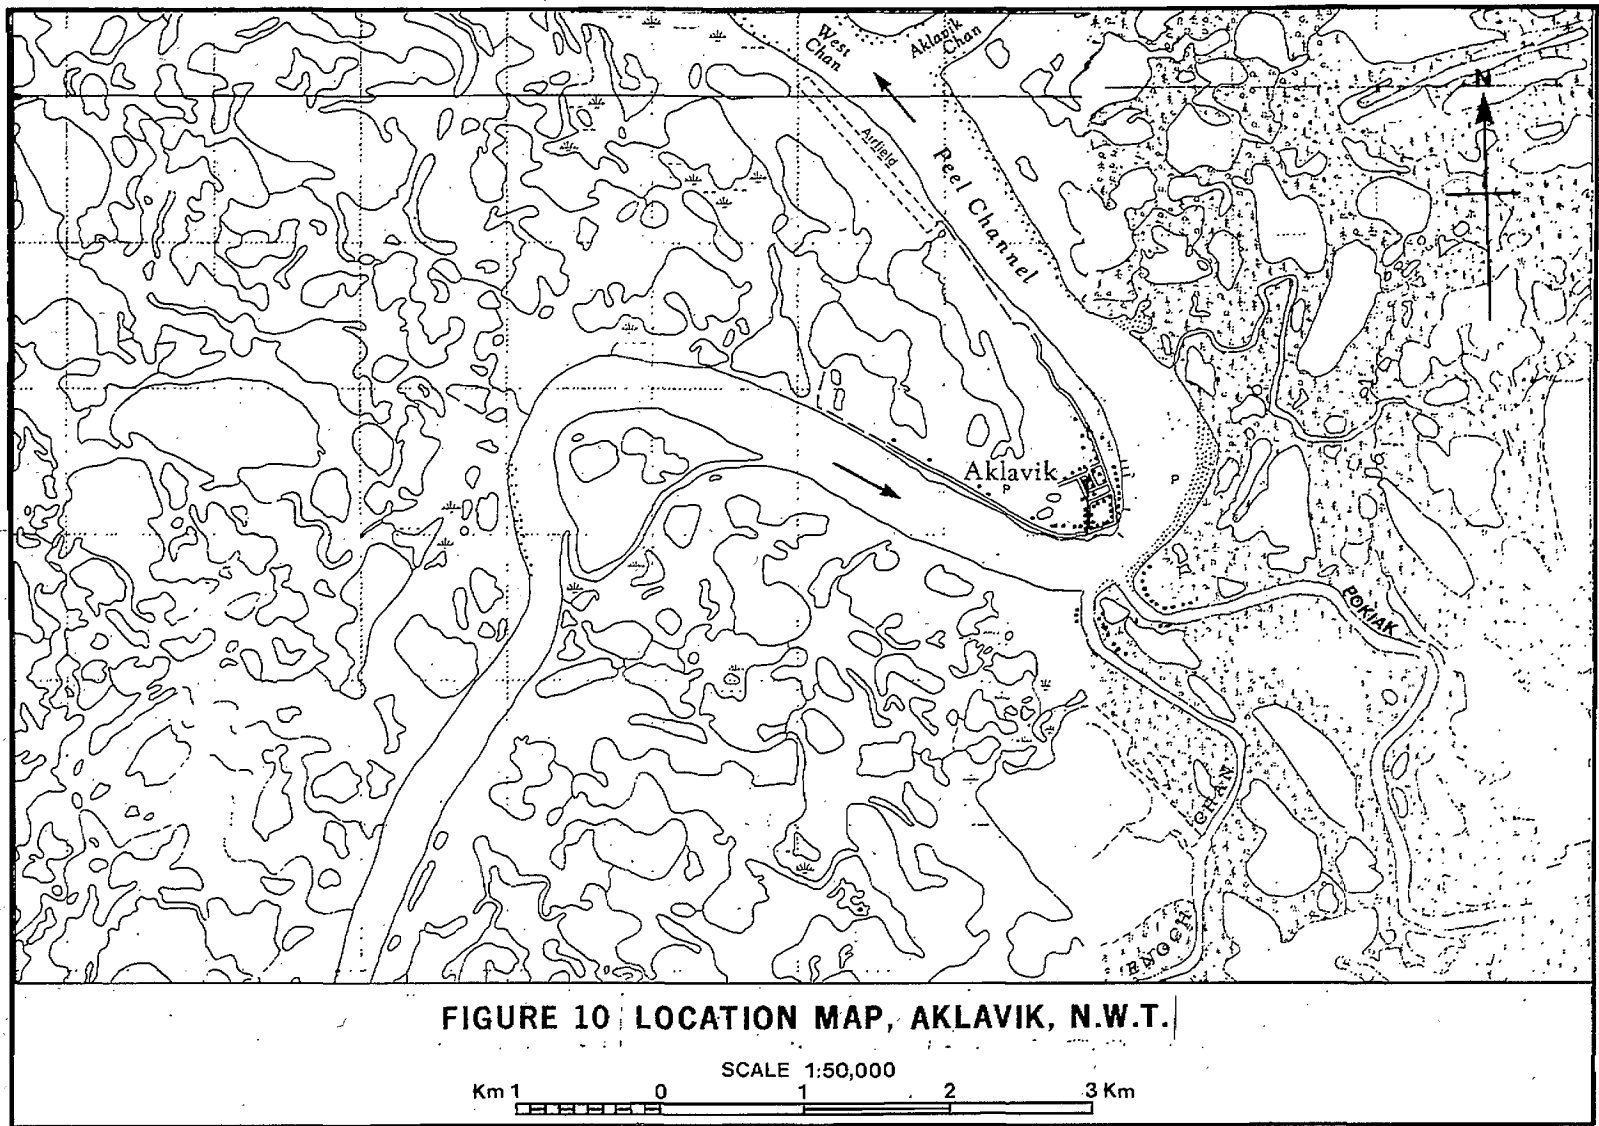 West
Chan
Aklavik
Chan
N
Airfield
Peel Channel
Aklavik
P
P
POKIAK
CHAN
ENOCH
FIGURE 10 LOCATION MAP, AKLAVIK, N.W.T.
SCALE 1:50,000
Km 1 0 1 2 3 Km